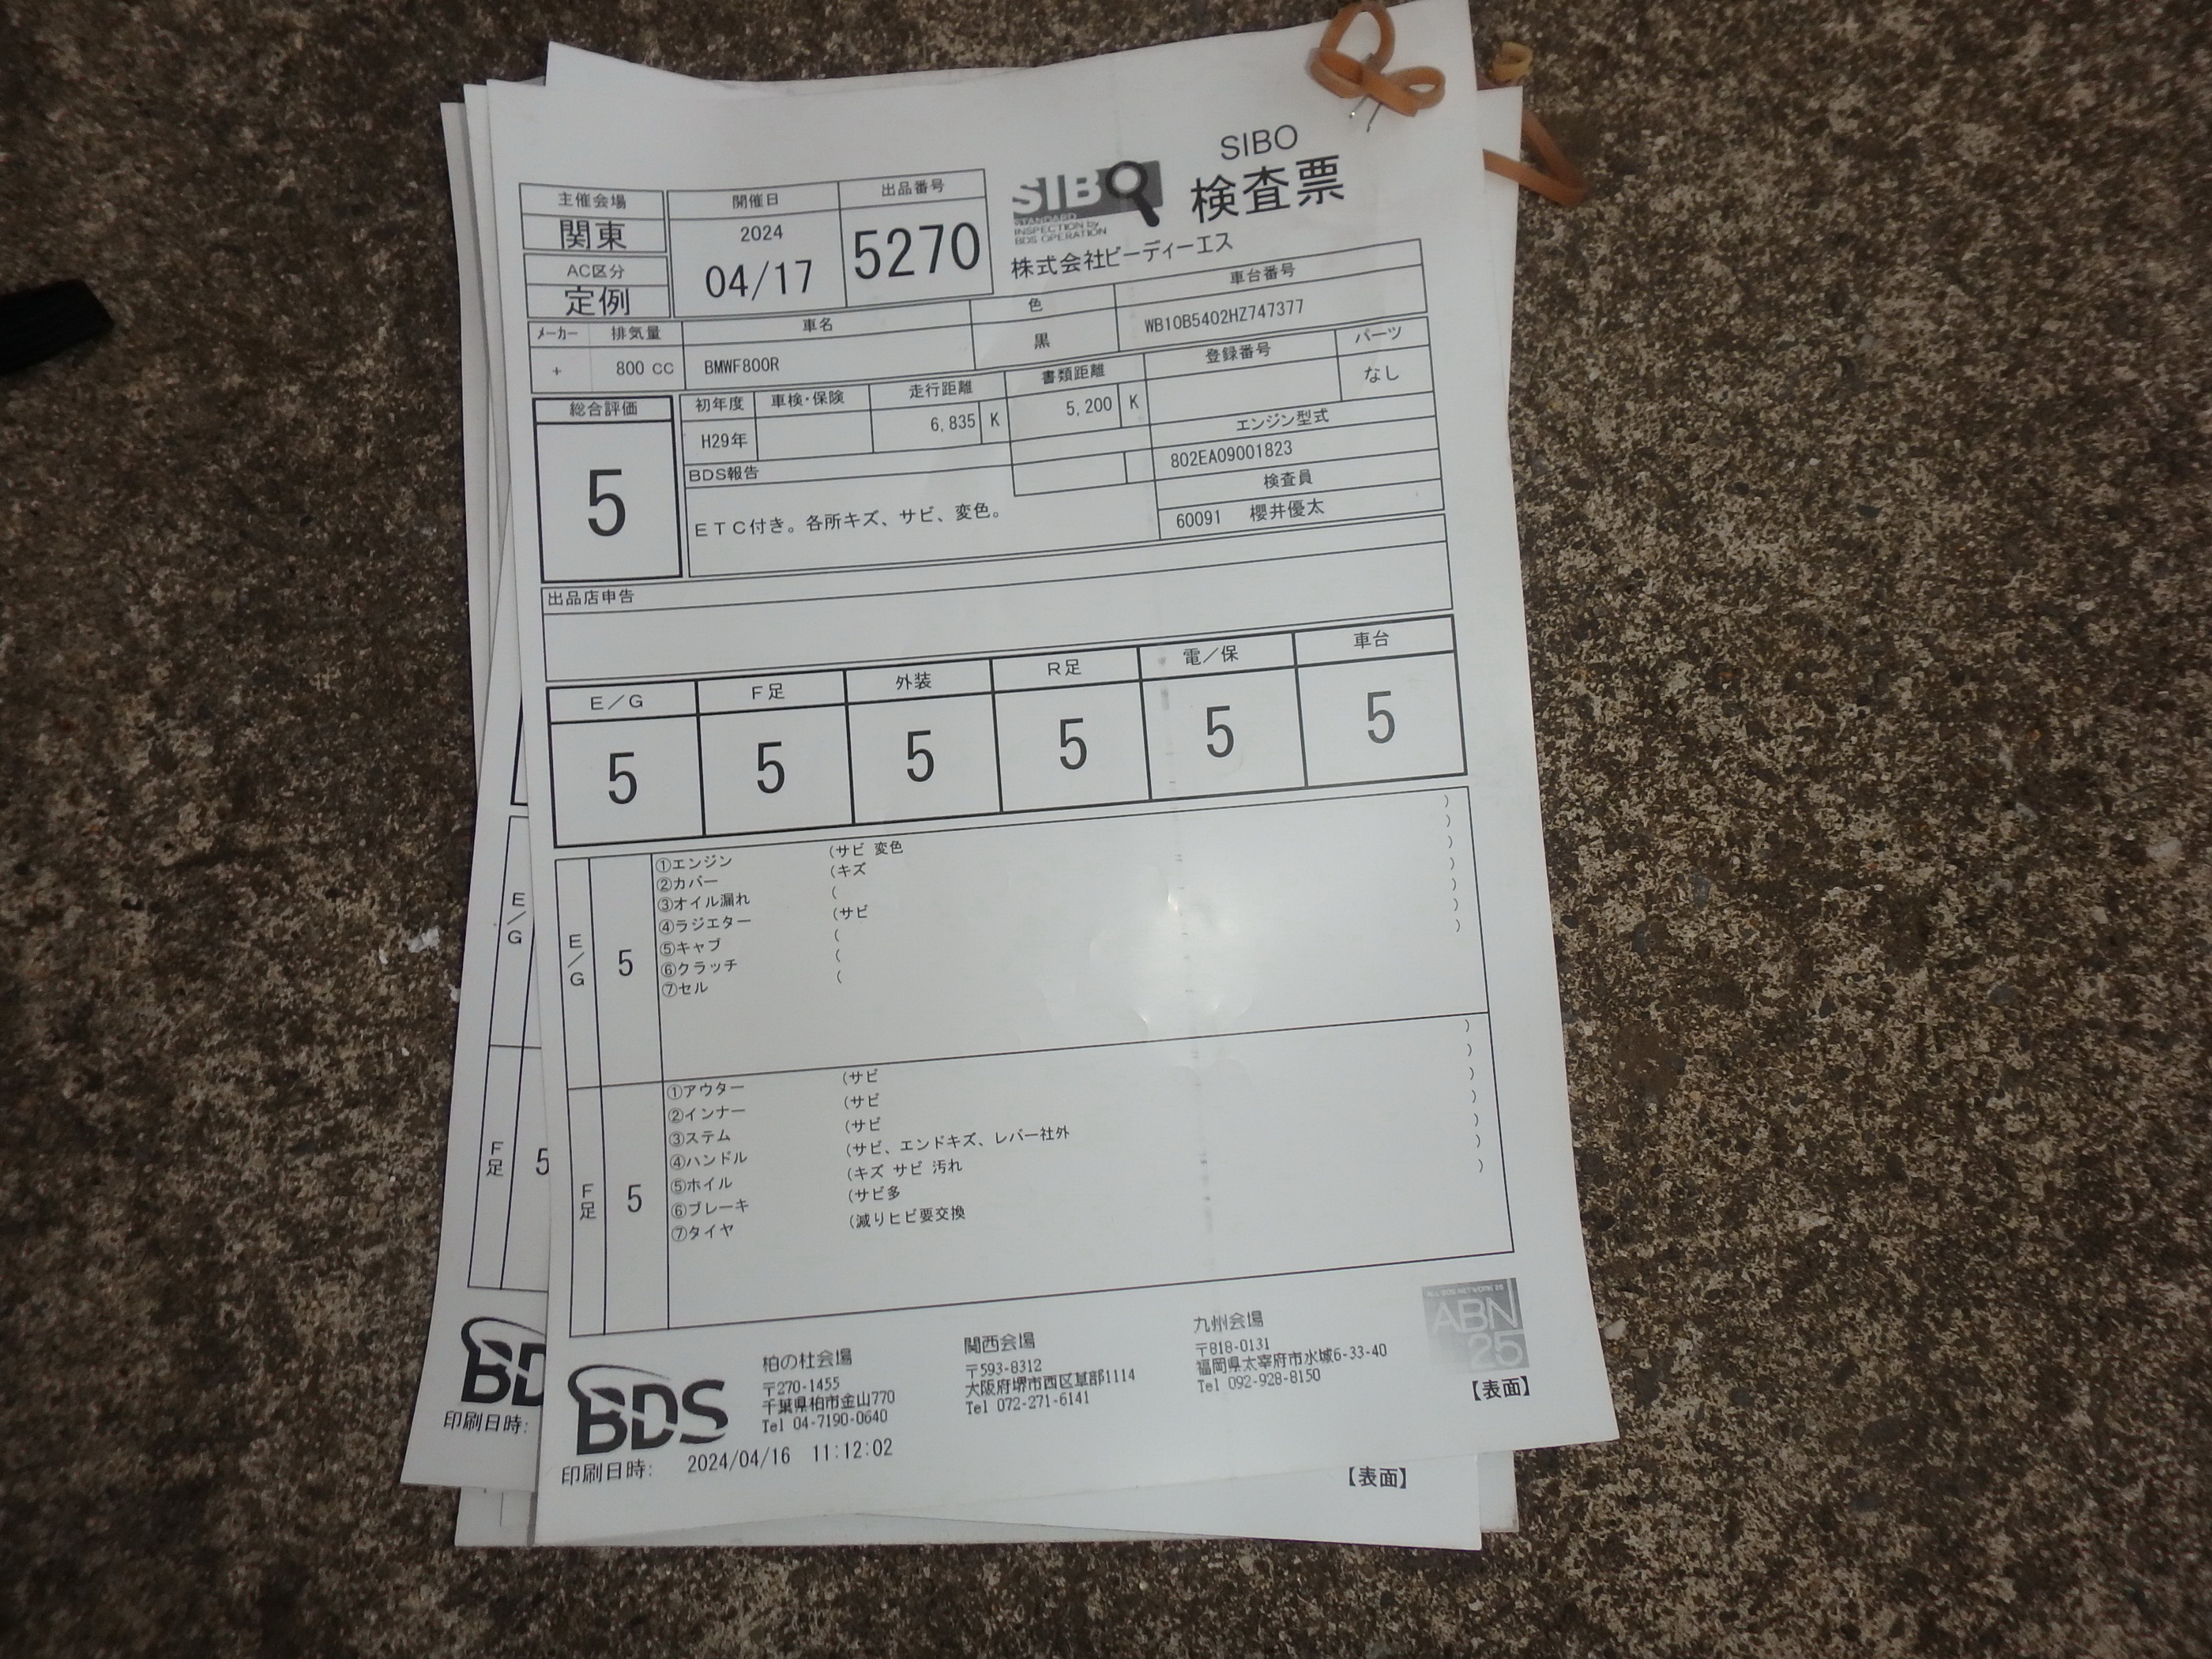 SIBO
検査票
SIBO
STANDARD
INSPECTION by
BDS OPERATION
株式会社ビーディーエス
主催会場
関東
AC区分
定例
開催日
2024
04/17
出品番号
5270
メーカー 排気量 車名 色 車台番号
+ 800 CC BMWF800R 黒 WB10B5402HZ747377
総合評価
5
初年度 車検・保険 走行距離 書類距離 登録番号 パーツ
H29年 6,835 K 5,200 K なし
エンジン型式
802EA09001823
検査員
60091 櫻井優太
BDS報告
ETC付き。各所キズ、サビ、変色。
出品店申告
E/G F足 外装 R足 電/保 車台
5 5 5 5 5 5
E/G
5
①エンジン (サビ 変色 )
②カバー (キズ )
③オイル漏れ ( )
④ラジエター (サビ )
⑤キャブ ( )
⑥クラッチ ( )
⑦セル ( )
F足
5
①アウター (サビ )
②インナー (サビ )
③ステム (サビ )
④ハンドル (サビ、エンドキズ、レバー社外 )
⑤ホイル (キズ サビ 汚れ )
⑥ブレーキ (サビ多 )
⑦タイヤ (減りヒビ要交換 )
BDS
柏の杜会場
〒270-1455
千葉県柏市金山770
Tel 04-7190-0640
関西会場
〒593-8312
大阪府堺市西区草部1114
Tel 072-271-6141
九州会場
〒818-0131
福岡県太宰府市水城6-33-40
Tel 092-928-8150
ABN
25
【表面】
印刷日時: 2024/04/16 11:12:02
E/G
F足
5
BD
印刷日時:
【表面】